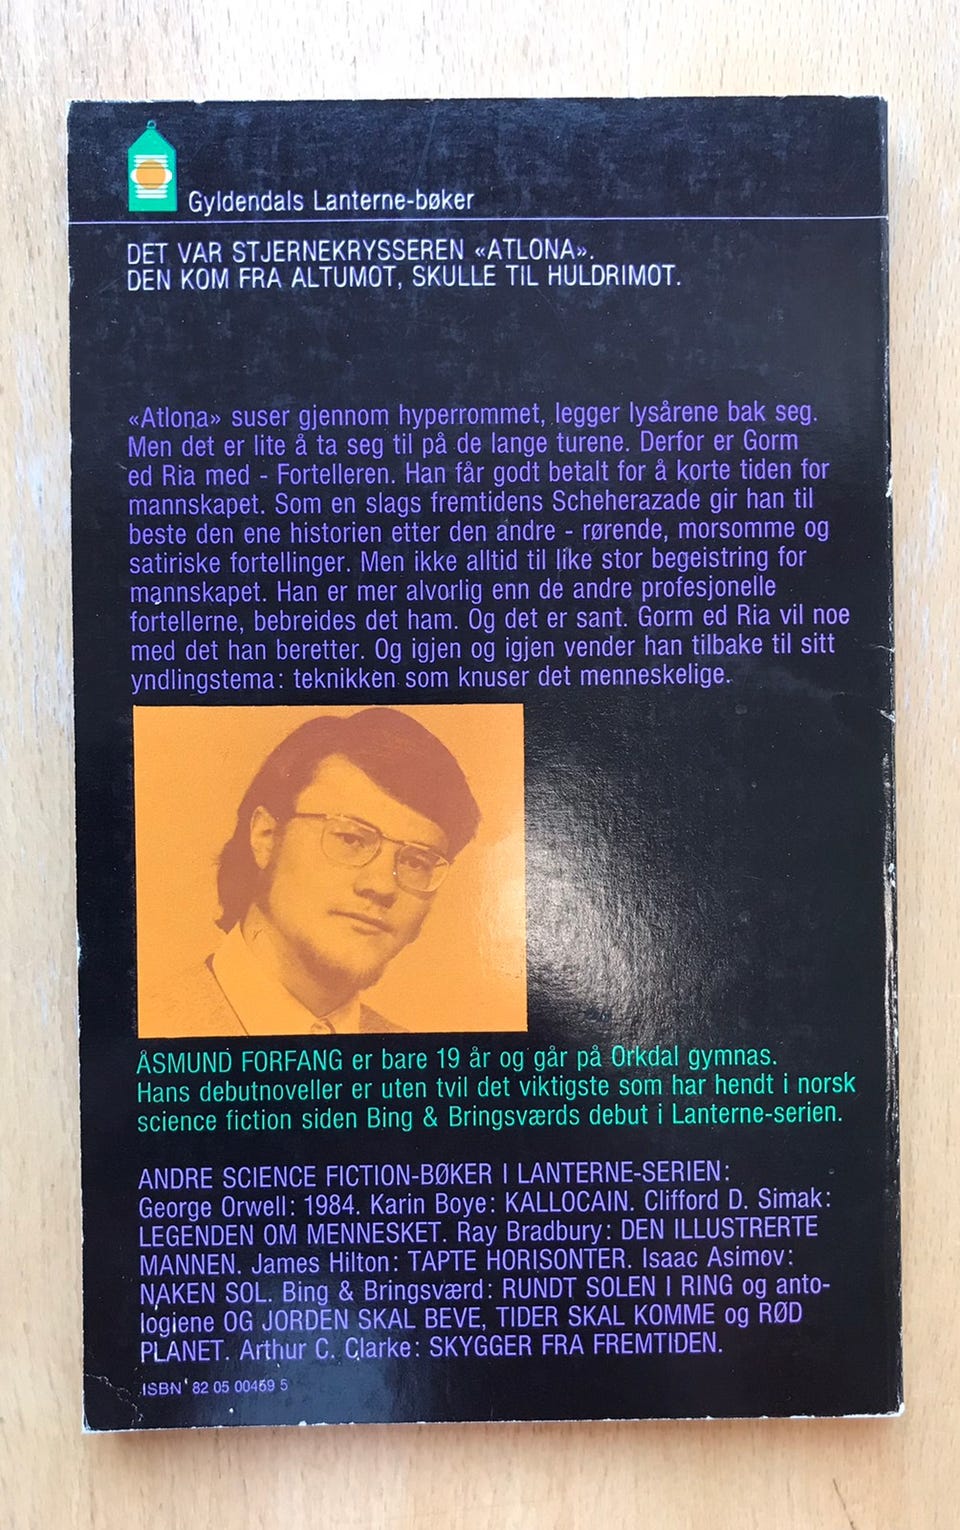 Gyldendals Lanterne-bøker
DET VAR STJERNEKRYSSEREN «ATLONA».
DEN KOM FRA ALTUMOT, SKULLE TIL HULDRIMOT.
«Atlona» suser gjennom hyperrommet, legger lysårene bak seg.
Men det er lite å ta seg til på de lange turene. Derfor er Gorm
ed Ria med - Fortelleren. Han får godt betalt for å korte tiden for
mannskapet. Som en slags fremtidens Scheherazade gir han til
beste den ene historien etter den andre - rørende, morsomme og
satiriske fortellinger. Men ikke alltid til like stor begeistring for
mannskapet. Han er mer alvorlig enn de andre profesjonelle
fortellerne, bebreides det ham. Og det er sant. Gorm ed Ria vil noe
med det han beretter. Og igjen og igjen vender han tilbake til sitt
yndlingstema: teknikken som knuser det menneskelige.
ÅSMUND FORFANG er bare 19 år og går på Orkdal gymnas.
Hans debutnoveller er uten tvil det viktigste som har hendt i norsk
science fiction siden Bing & Bringsværds debut i Lanterne-serien.
ANDRE SCIENCE FICTION-BØKER I LANTERNE-SERIEN:
George Orwell: 1984. Karin Boye: KALLOCAIN. Clifford D. Simak:
LEGENDEN OM MENNESKET. Ray Bradbury: DEN ILLUSTRERTE
MANNEN. James Hilton: TAPTE HORISONTER. Isaac Asimov:
NAKEN SOL. Bing & Bringsværd: RUNDT SOLEN I RING og anto-
logiene OG JORDEN SKAL BEVE, TIDER SKAL KOMME og RØD
PLANET. Arthur C. Clarke: SKYGGER FRA FREMTIDEN.
ISBN 82 05 00459 5